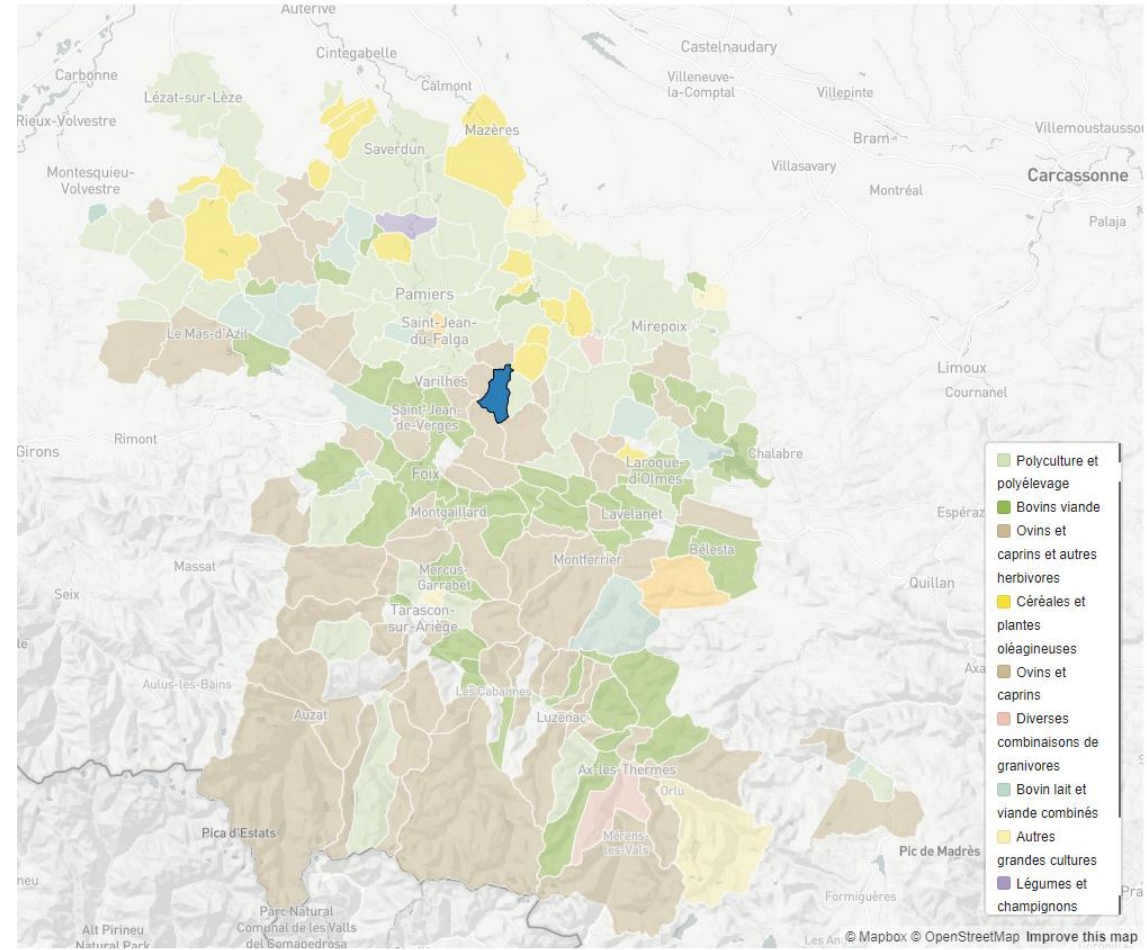 Auterive
Cintegabelle
Castelnaudary
Carbonne
Calmont
Villeneuve-
la-Comptal
Villepinte
Lézat-sur-Lèze
Rieux-Volvestre
Mazères
Villemoustausso
Bram
Saverdun
Villasavary
Montesquieu-
Volvestre
Carcassonne
Montréal
Palaja
Pamiers
Le Mas-d'Azil
Saint-Jean-
du-Falga
Mirepoix
Limoux
Varilhes
Cournanel
Saint-Jean-
de-Verges
Rimont
Girons
Chalabre
Foix
Laroque-
d'Olmes
Montgaillard
Lavelanet
Espéraz
Bélesta
Montferrier
Massat
Mercus-
Garrabet
Quillan
Seix
Tarascon-
sur-Ariège
Axa
Aulus-les-Bains
Les Cabannes
Auzat
Luzenac
Ax-les-Thermes
Orlu
Pica d'Estats
Mérens-
les-Vals
Pic de Madrès
Formiguères
neu
Parc Natural
Comunal de les Valls
del Comapedrosa
Alt Pirineu
Natural Park
Les An
Pra
Polyculture et
polyélevage
Bovins viande
Ovins et
caprins et autres
herbivores
Céréales et
plantes
oléagineuses
Ovins et
caprins
Diverses
combinaisons de
granivores
Bovin lait et
viande combinés
Autres
grandes cultures
Légumes et
champignons
© Mapbox © OpenStreetMap Improve this map